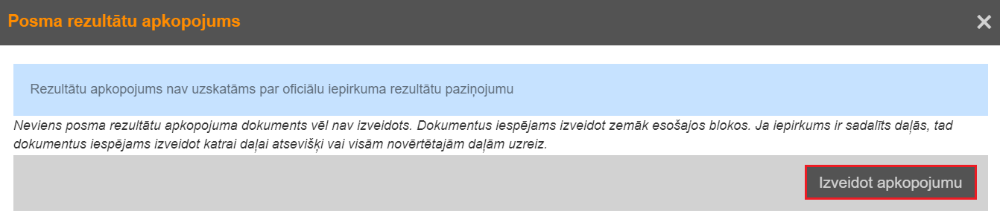 Posma rezultātu apkopojums
Rezultātu apkopojums nav uzskatāms par oficiālu iepirkuma rezultātu paziņojumu
Neviens posma rezultātu apkopojuma dokuments vēl nav izveidots. Dokumentus iespējams izveidot zemāk esošajos blokos. Ja iepirkums ir sadalīts daļās, tad
dokumentus iespējams izveidot katrai daļai atsevišķi vai visām novērtētajām daļām uzreiz.
Izveidot apkopojumu